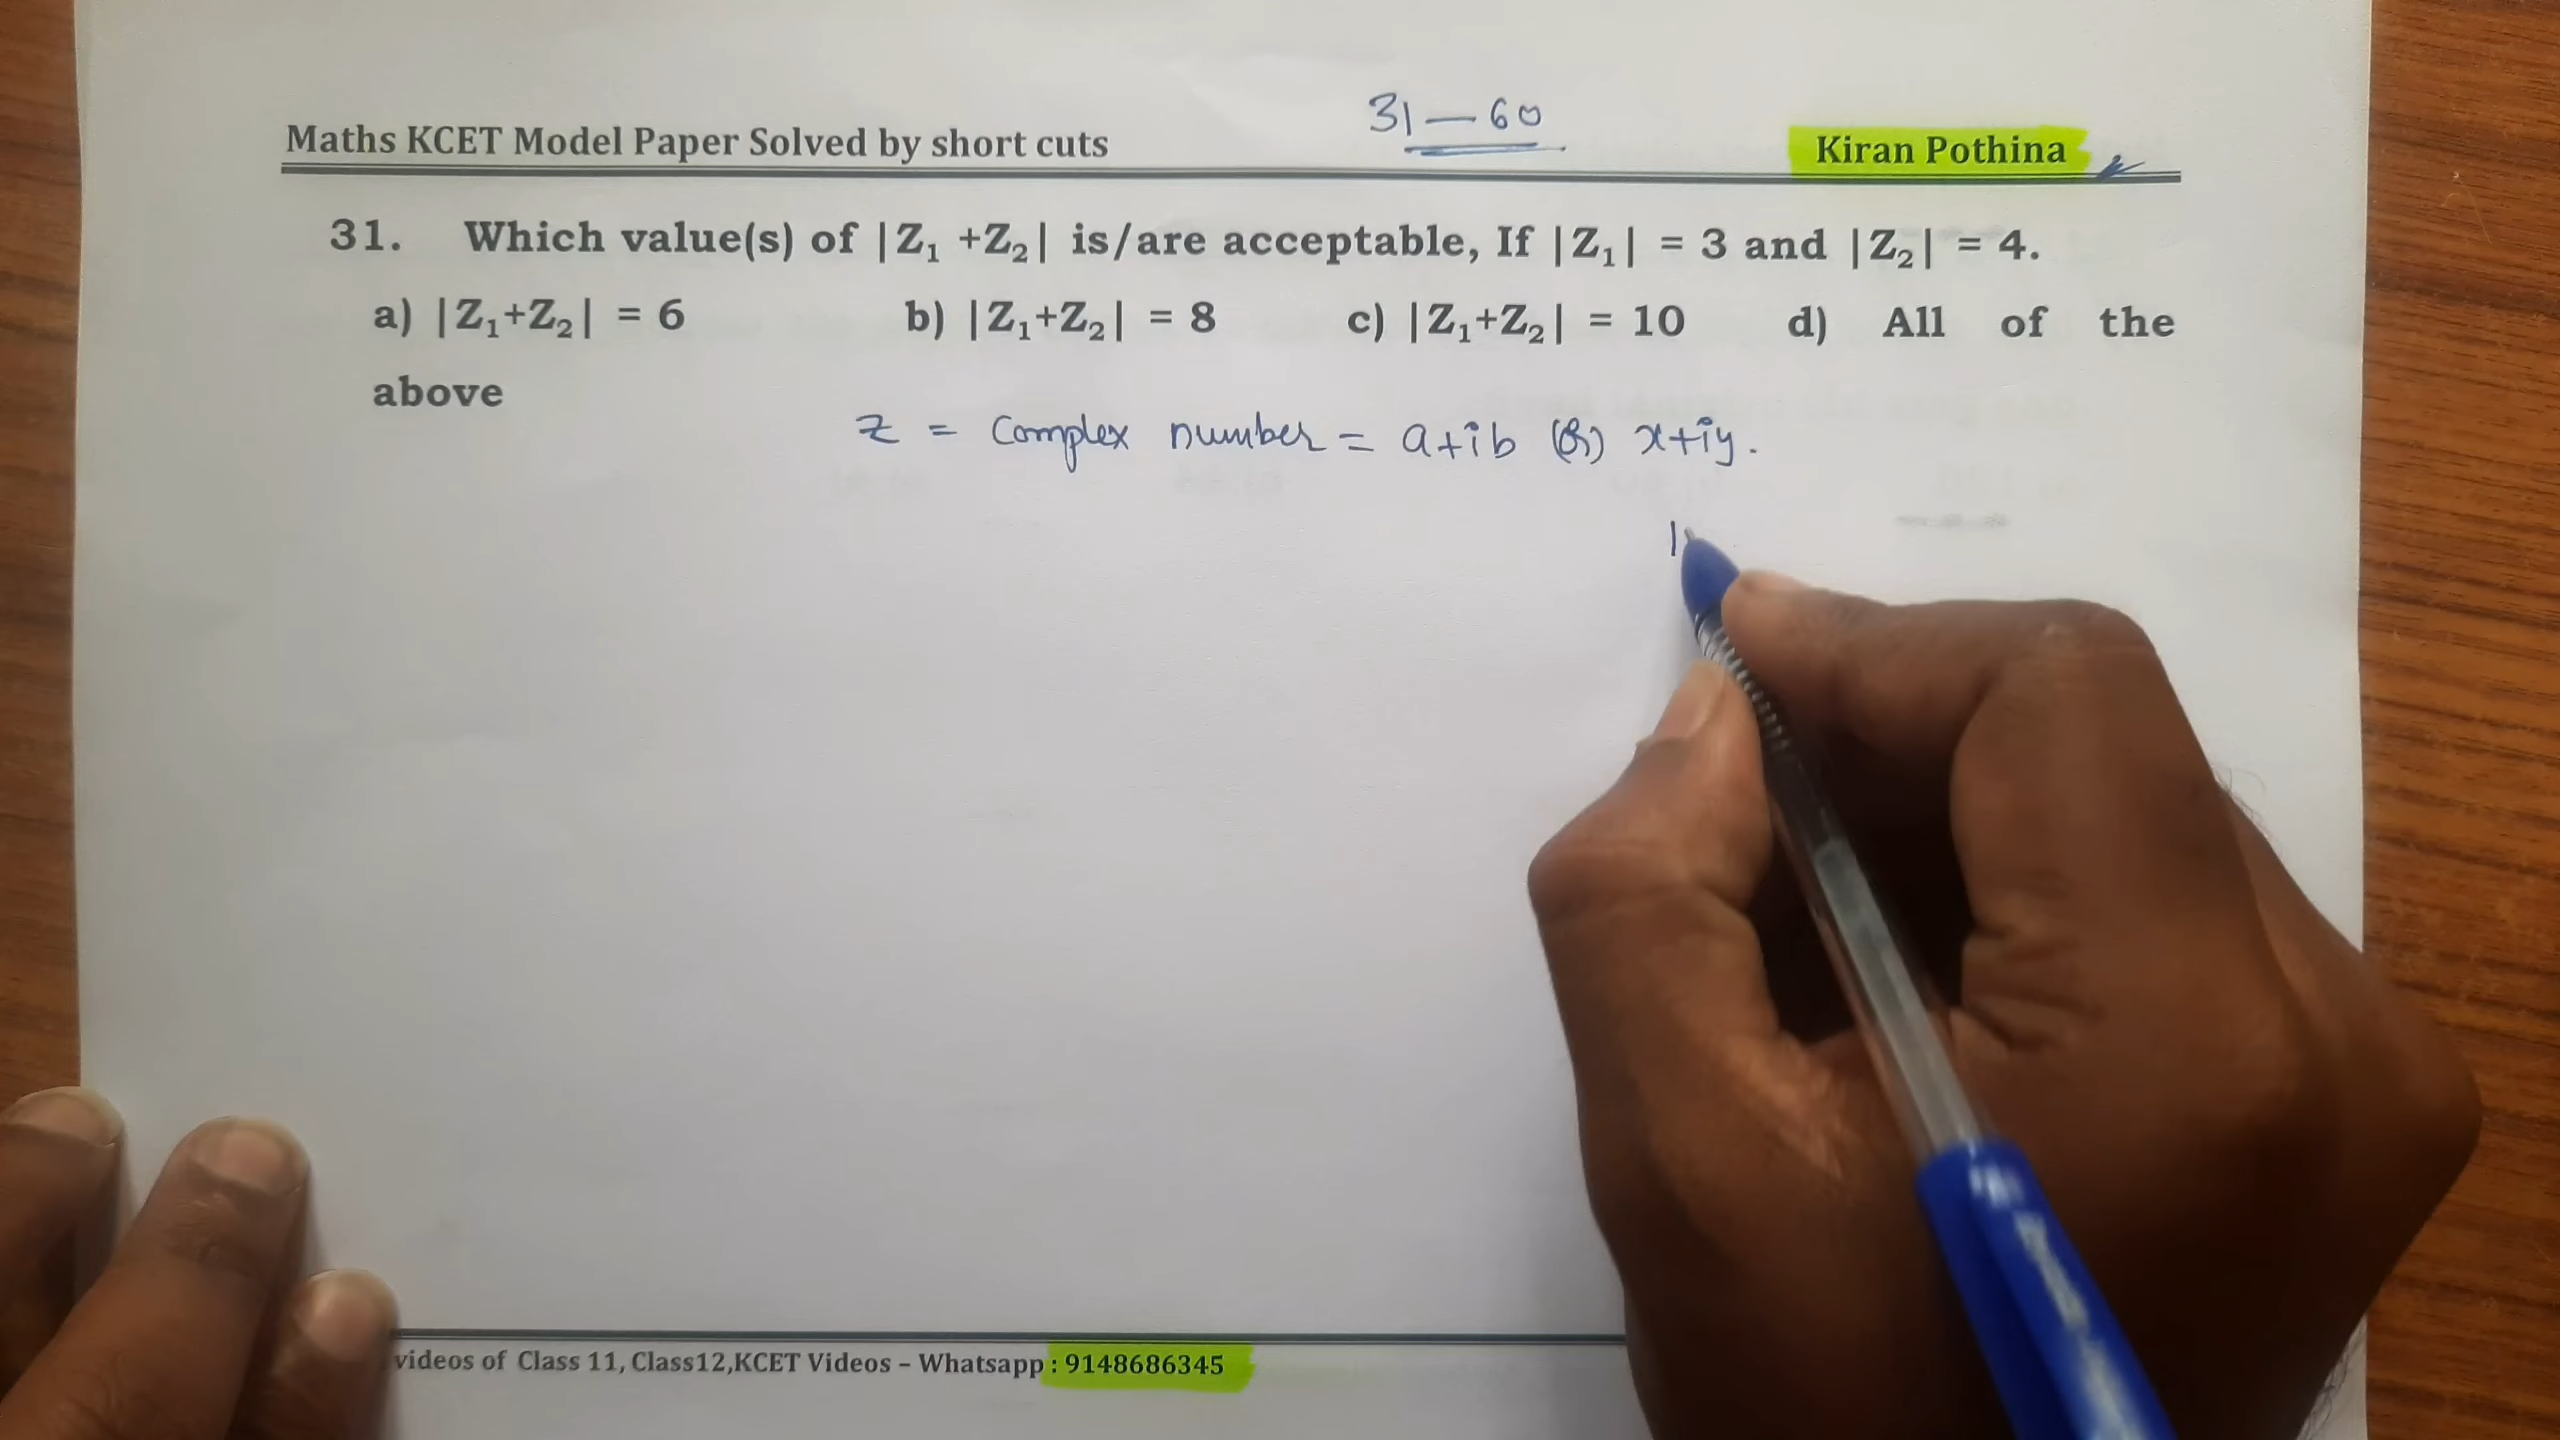 31 — 60
Maths KCET Model Paper Solved by short cuts Kiran Pothina
31. Which value(s) of |Z₁ +Z₂| is/are acceptable, If |Z₁| = 3 and |Z₂| = 4.
a) |Z₁+Z₂| = 6 b) |Z₁+Z₂| = 8 c) |Z₁+Z₂| = 10 d) All of the
above
z = Complex number = a+ib (or) x+iy.
|
videos of Class 11, Class12,KCET Videos – Whatsapp : 9148686345